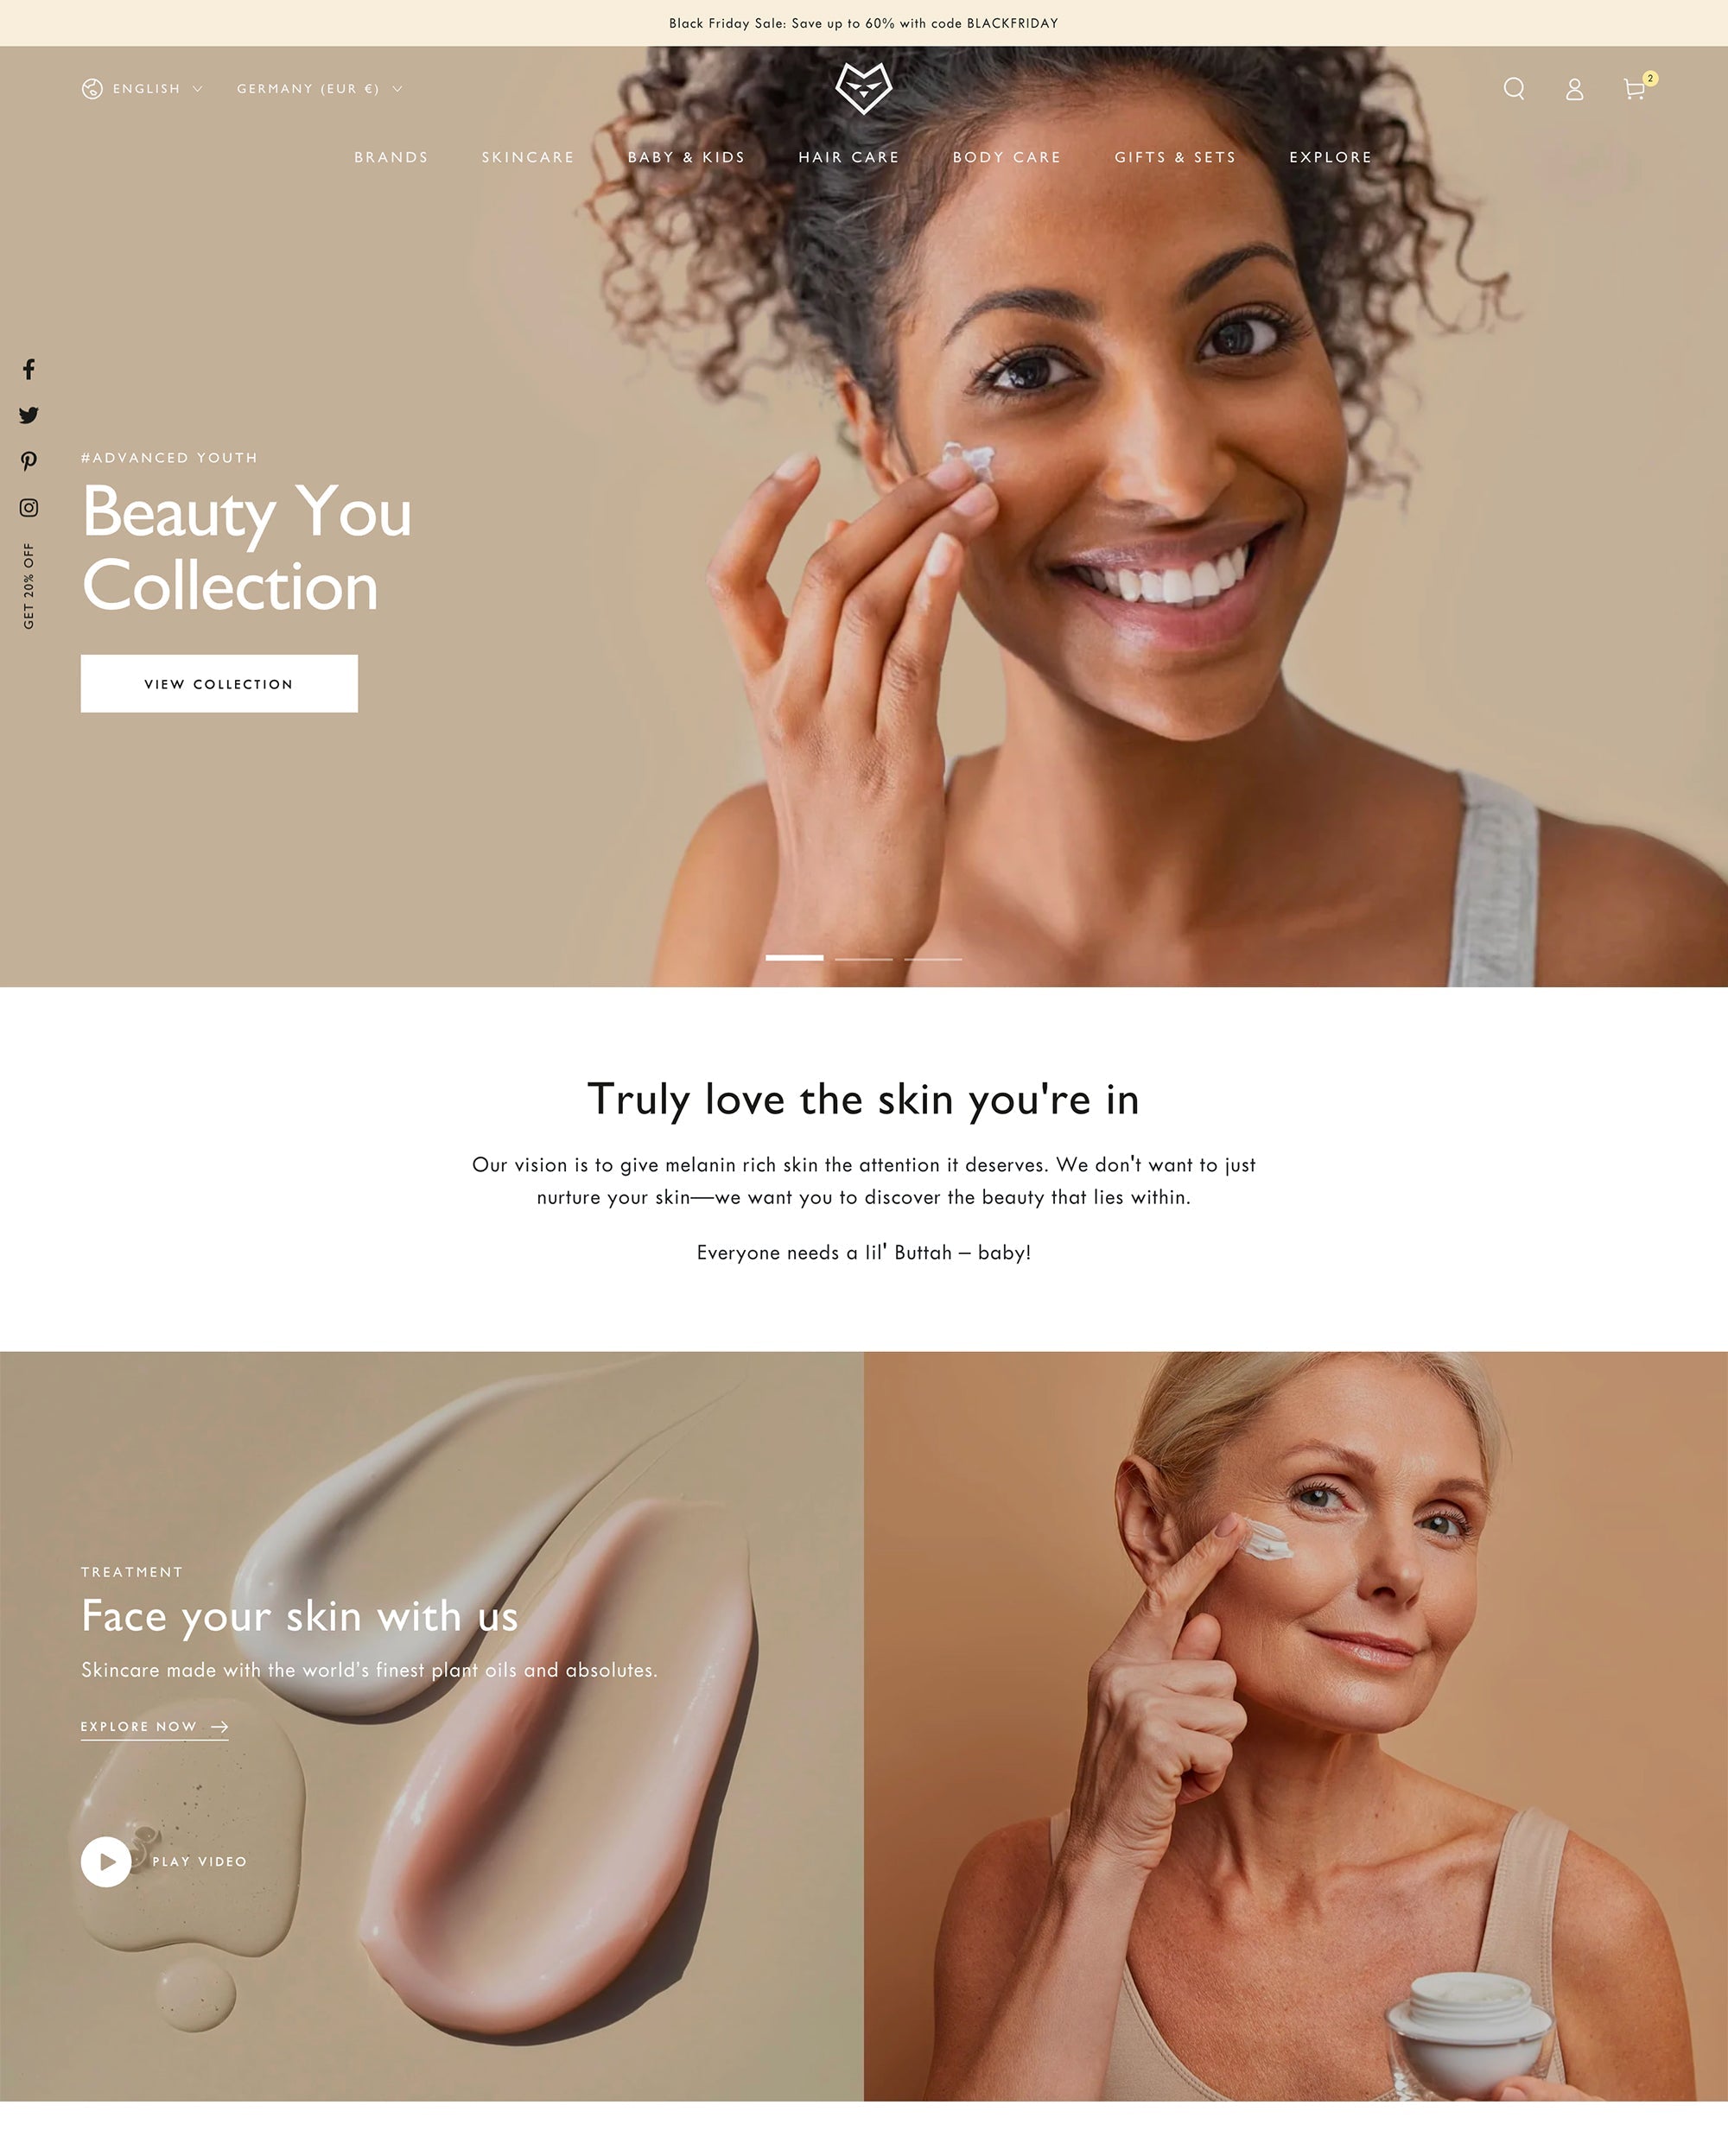 Black Friday Sale: Save up to 60% with code BLACKFRIDAY
ENGLISH
GERMANY (EUR €)
2
BRANDS
SKINCARE
BABY & KIDS
HAIR CARE
BODY CARE
GIFTS & SETS
EXPLORE
GET 20% OFF
#ADVANCED YOUTH
Beauty You
Collection
VIEW COLLECTION
Truly love the skin you're in
Our vision is to give melanin rich skin the attention it deserves. We don't want to just
nurture your skin—we want you to discover the beauty that lies within.
Everyone needs a lil' Buttah – baby!
TREATMENT
Face your skin with us
Skincare made with the world's finest plant oils and absolutes.
EXPLORE NOW
PLAY VIDEO